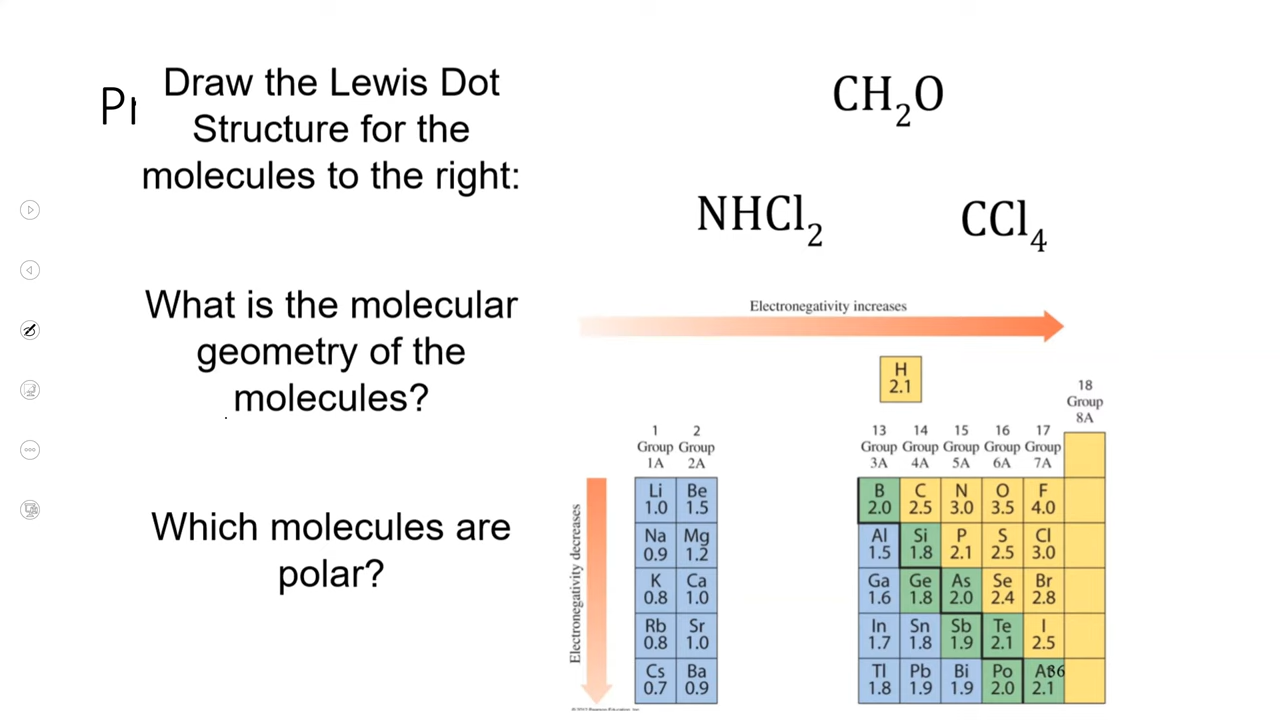 Pr
Draw the Lewis Dot
Structure for the
molecules to the right:
CH₂O
NHCl₂
CCl₄
What is the molecular
geometry of the
molecules?
Which molecules are
polar?
Electronegativity increases
Electronegativity decreases
H
2.1
18
Group
8A
1 2 13 14 15 16 17
Group Group Group Group Group Group Group
1A 2A 3A 4A 5A 6A 7A
Li Be B C N O F
1.0 1.5 2.0 2.5 3.0 3.5 4.0
Na Mg Al Si P S Cl
0.9 1.2 1.5 1.8 2.1 2.5 3.0
K Ca Ga Ge As Se Br
0.8 1.0 1.6 1.8 2.0 2.4 2.8
Rb Sr In Sn Sb Te I
0.8 1.0 1.7 1.8 1.9 2.1 2.5
Cs Ba Tl Pb Bi Po
0.7 0.9 1.8 1.9 1.9 2.0 2.1